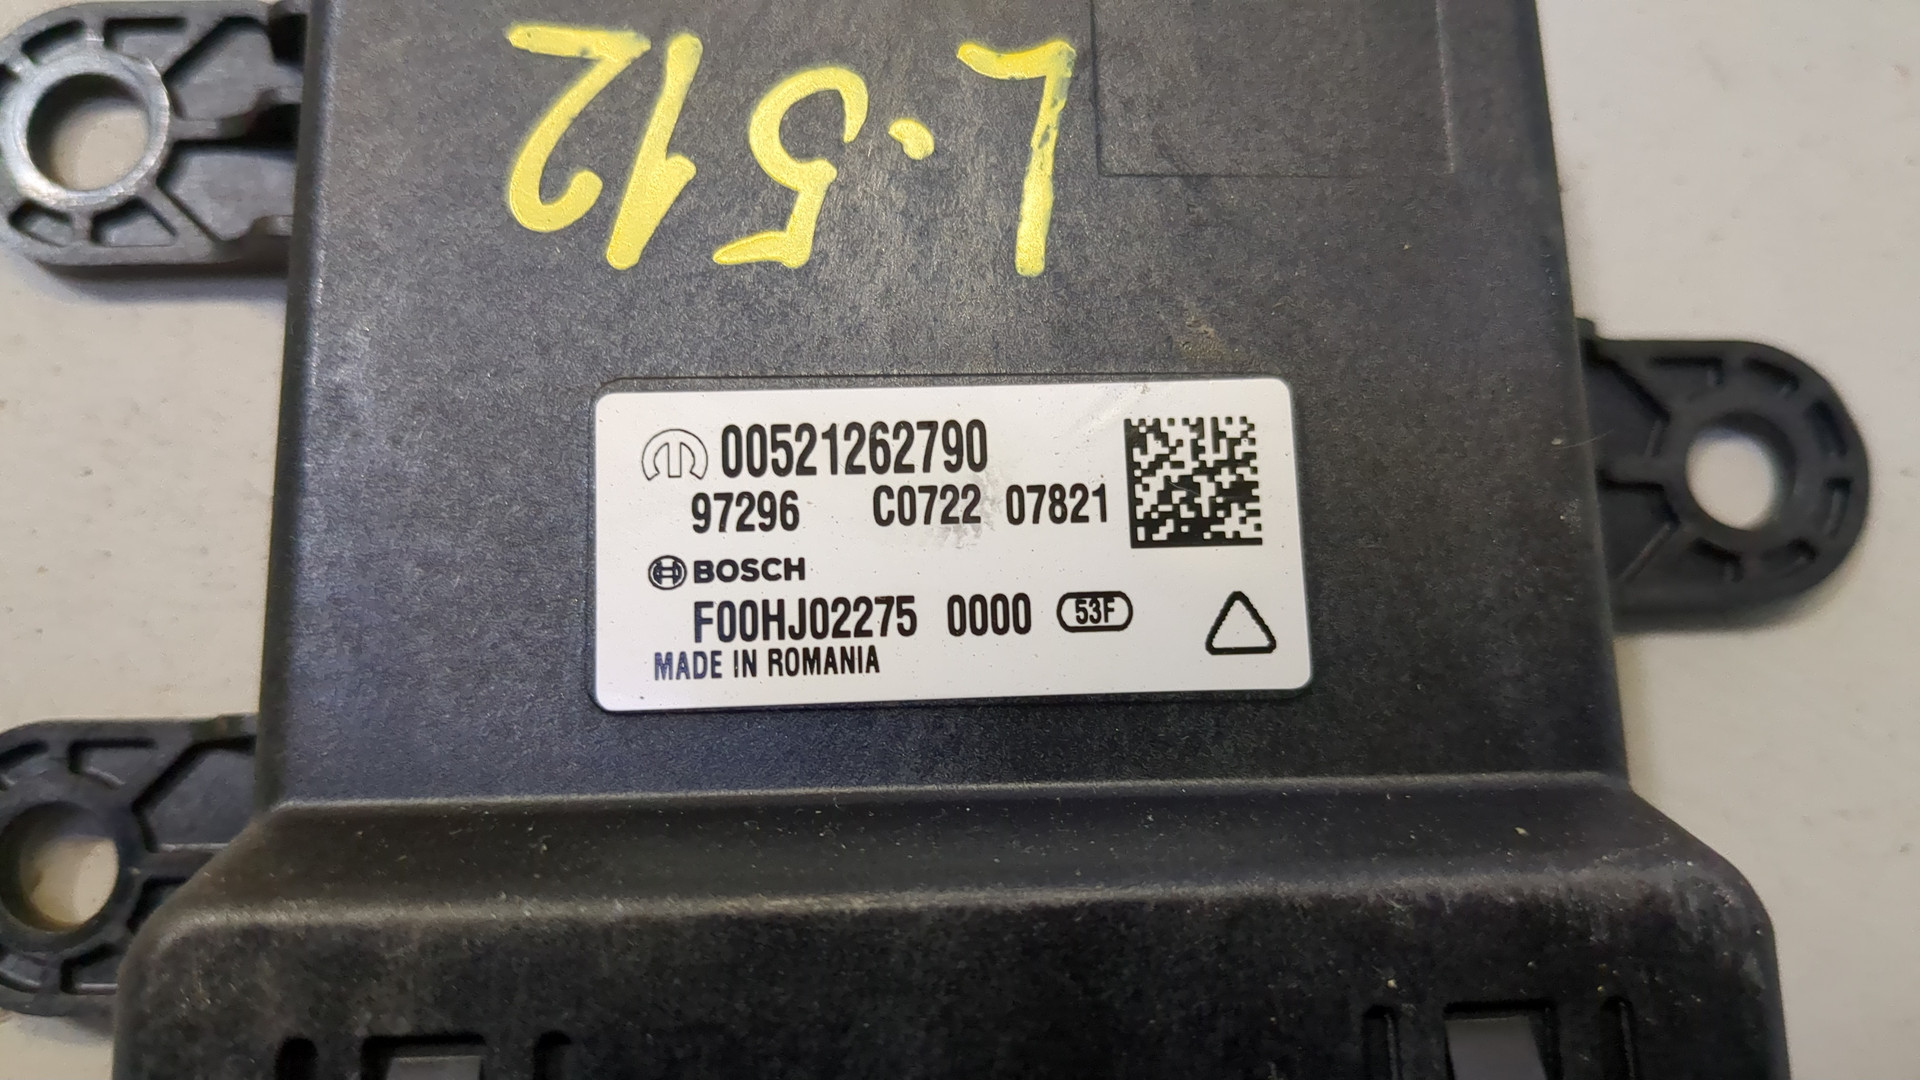 L.512
00521262790
97296 C0722 07821
BOSCH
F00HJ02275 0000 53F
MADE IN ROMANIA